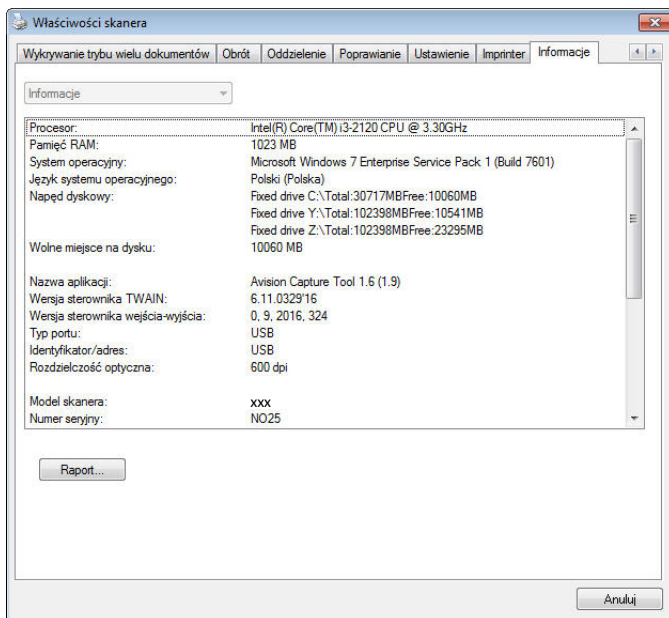 Właściwości skanera
Wykrywanie trybu wielu dokumentów Obrót Oddzielenie Poprawianie Ustawienie Imprinter Informacje
Informacje
Procesor: Intel(R) Core(TM) i3-2120 CPU @ 3.30GHz
Pamięć RAM: 1023 MB
System operacyjny: Microsoft Windows 7 Enterprise Service Pack 1 (Build 7601)
Język systemu operacyjnego: Polski (Polska)
Napęd dyskowy: Fixed drive C:\Total:30717MBFree:10060MB
Fixed drive Y:\Total:102398MBFree:10541MB
Fixed drive Z:\Total:102398MBFree:23295MB
Wolne miejsce na dysku: 10060 MB
Nazwa aplikacji: Avision Capture Tool 1.6 (1.9)
Wersja sterownika TWAIN: 6.11.0329'16
Wersja sterownika wejścia-wyjścia: 0, 9, 2016, 324
Typ portu: USB
Identyfikator/adres: USB
Rozdzielczość optyczna: 600 dpi
Model skanera: xxx
Numer seryjny: NO25
Raport...
Anuluj